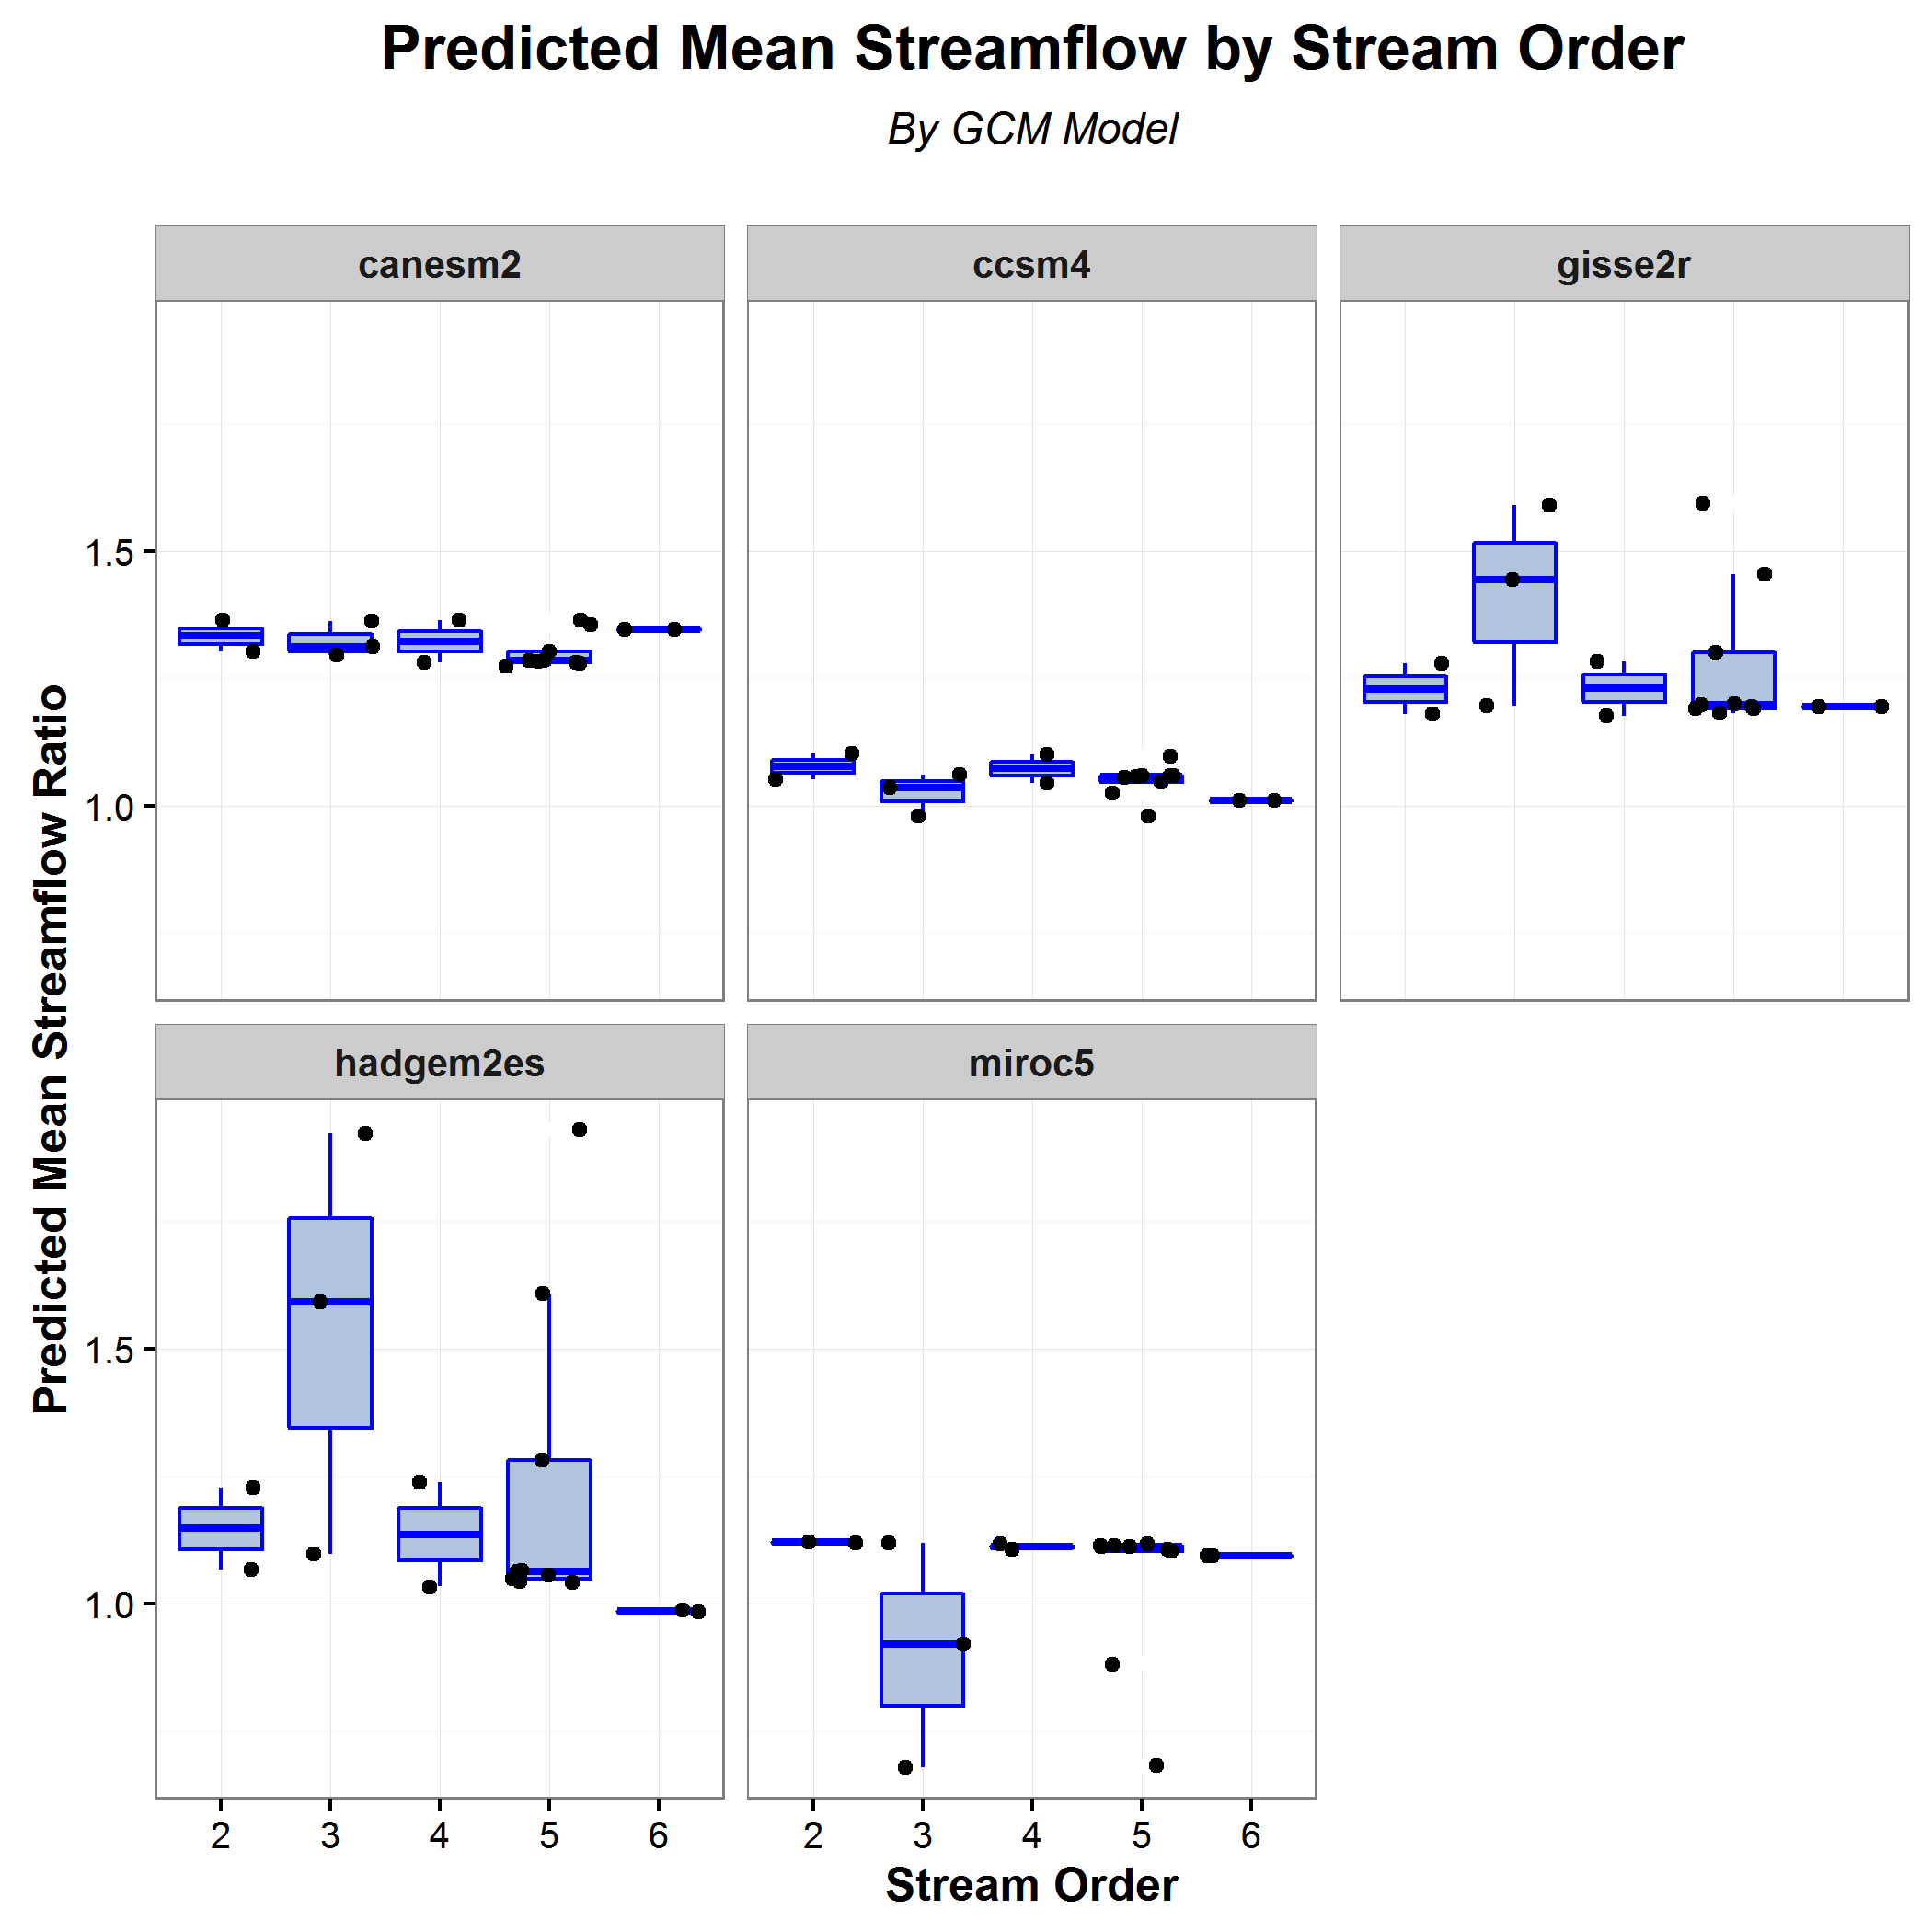 Predicted Mean Streamflow by Stream Order
By GCM Model
canesm2
ccsm4
gisse2r
1.5
1.0
Predicted Mean Streamflow Ratio
hadgem2es
miroc5
1.5
1.0
2 3 4 5 6
2 3 4 5 6
Stream Order